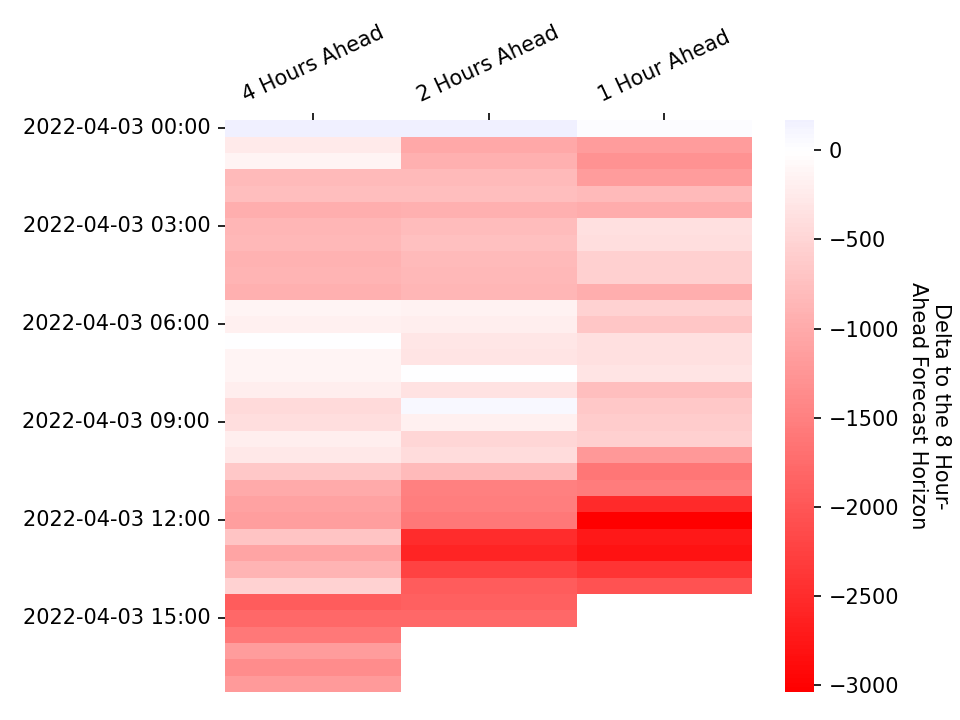 4 Hours Ahead
2 Hours Ahead
1 Hour Ahead
2022-04-03 00:00
2022-04-03 03:00
2022-04-03 06:00
2022-04-03 09:00
2022-04-03 12:00
2022-04-03 15:00
0
−500
−1000
−1500
−2000
−2500
−3000
Delta to the 8 Hour-
Ahead Forecast Horizon